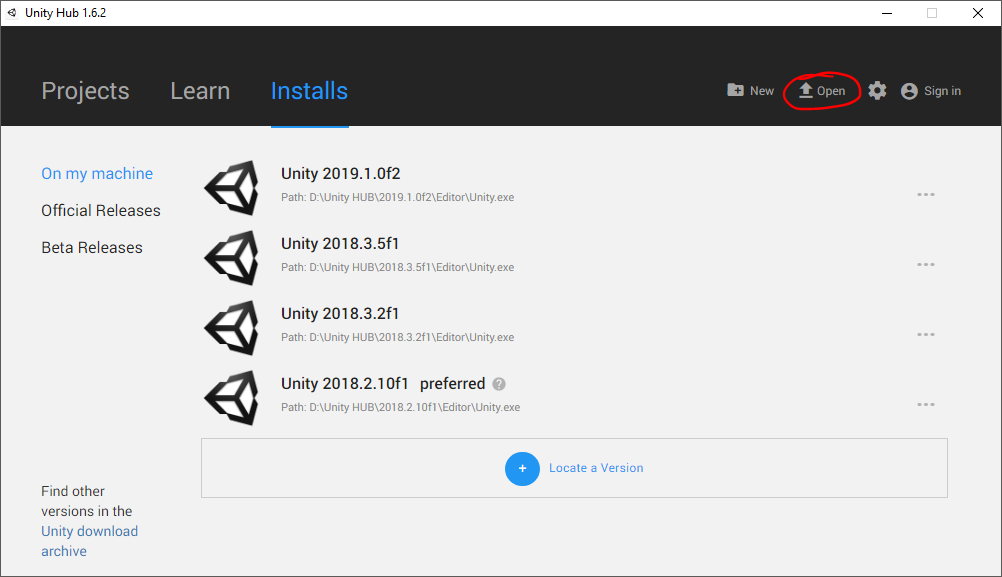 Unity Hub 1.6.2
Projects Learn Installs New Open Sign in
On my machine
Official Releases
Beta Releases
Unity 2019.1.0f2
Path: D:\Unity HUB\2019.1.0f2\Editor\Unity.exe
Unity 2018.3.5f1
Path: D:\Unity HUB\2018.3.5f1\Editor\Unity.exe
Unity 2018.3.2f1
Path: D:\Unity HUB\2018.3.2f1\Editor\Unity.exe
Unity 2018.2.10f1 preferred ?
Path: D:\Unity HUB\2018.2.10f1\Editor\Unity.exe
+ Locate a Version
Find other
versions in the
Unity download
archive